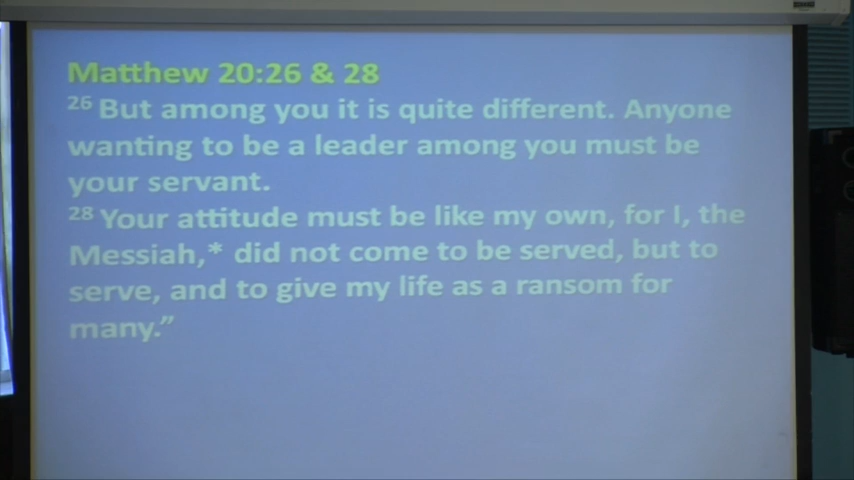 Matthew 20:26 & 28
26 But among you it is quite different. Anyone
wanting to be a leader among you must be
your servant.
28 Your attitude must be like my own, for I, the
Messiah,* did not come to be served, but to
serve, and to give my life as a ransom for
many.”